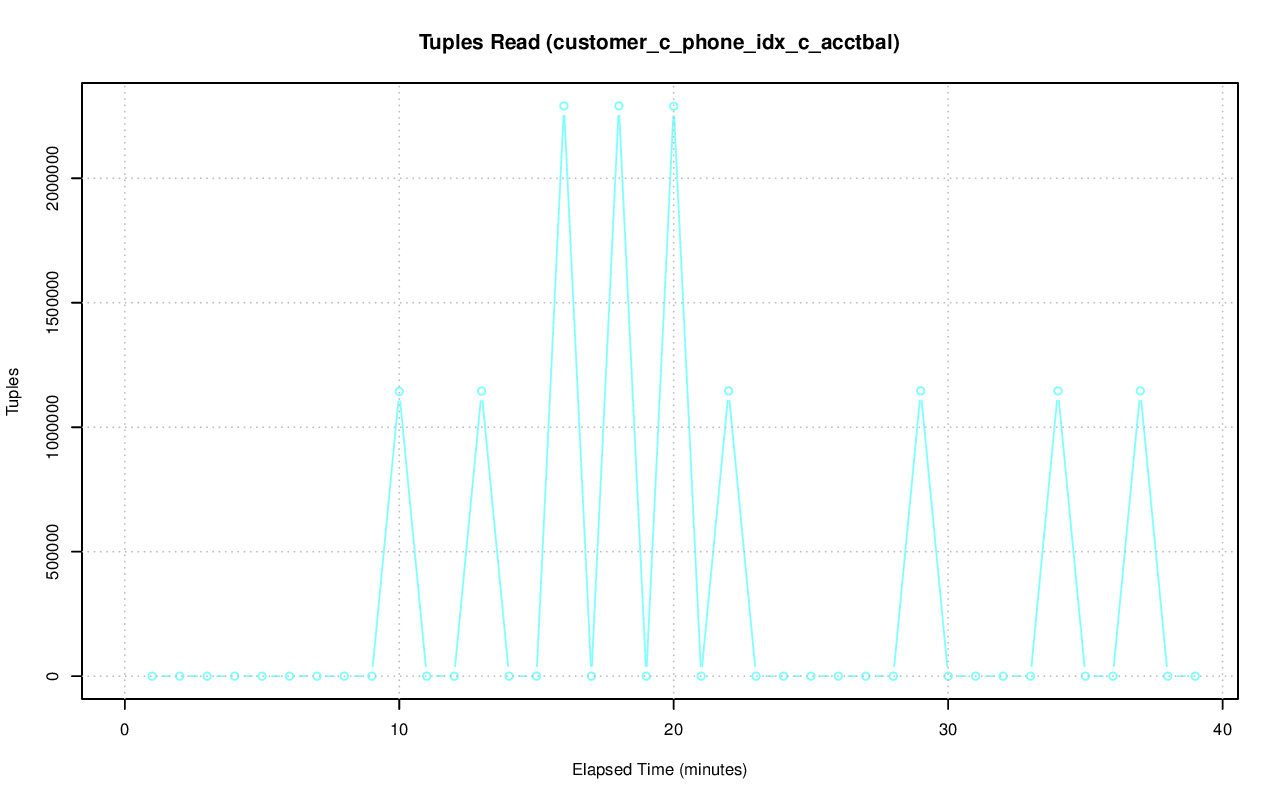 Tuples Read (customer_c_phone_idx_c_acctbal)
2000000
1500000
1000000
500000
0
Tuples
0 10 20 30 40
Elapsed Time (minutes)